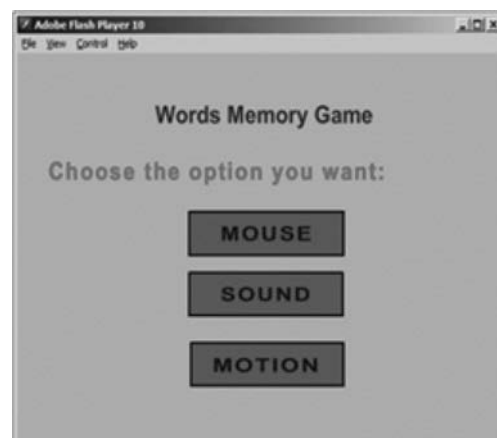 Adobe Flash Player 10
File View Control Help
Words Memory Game
Choose the option you want:
MOUSE
SOUND
MOTION